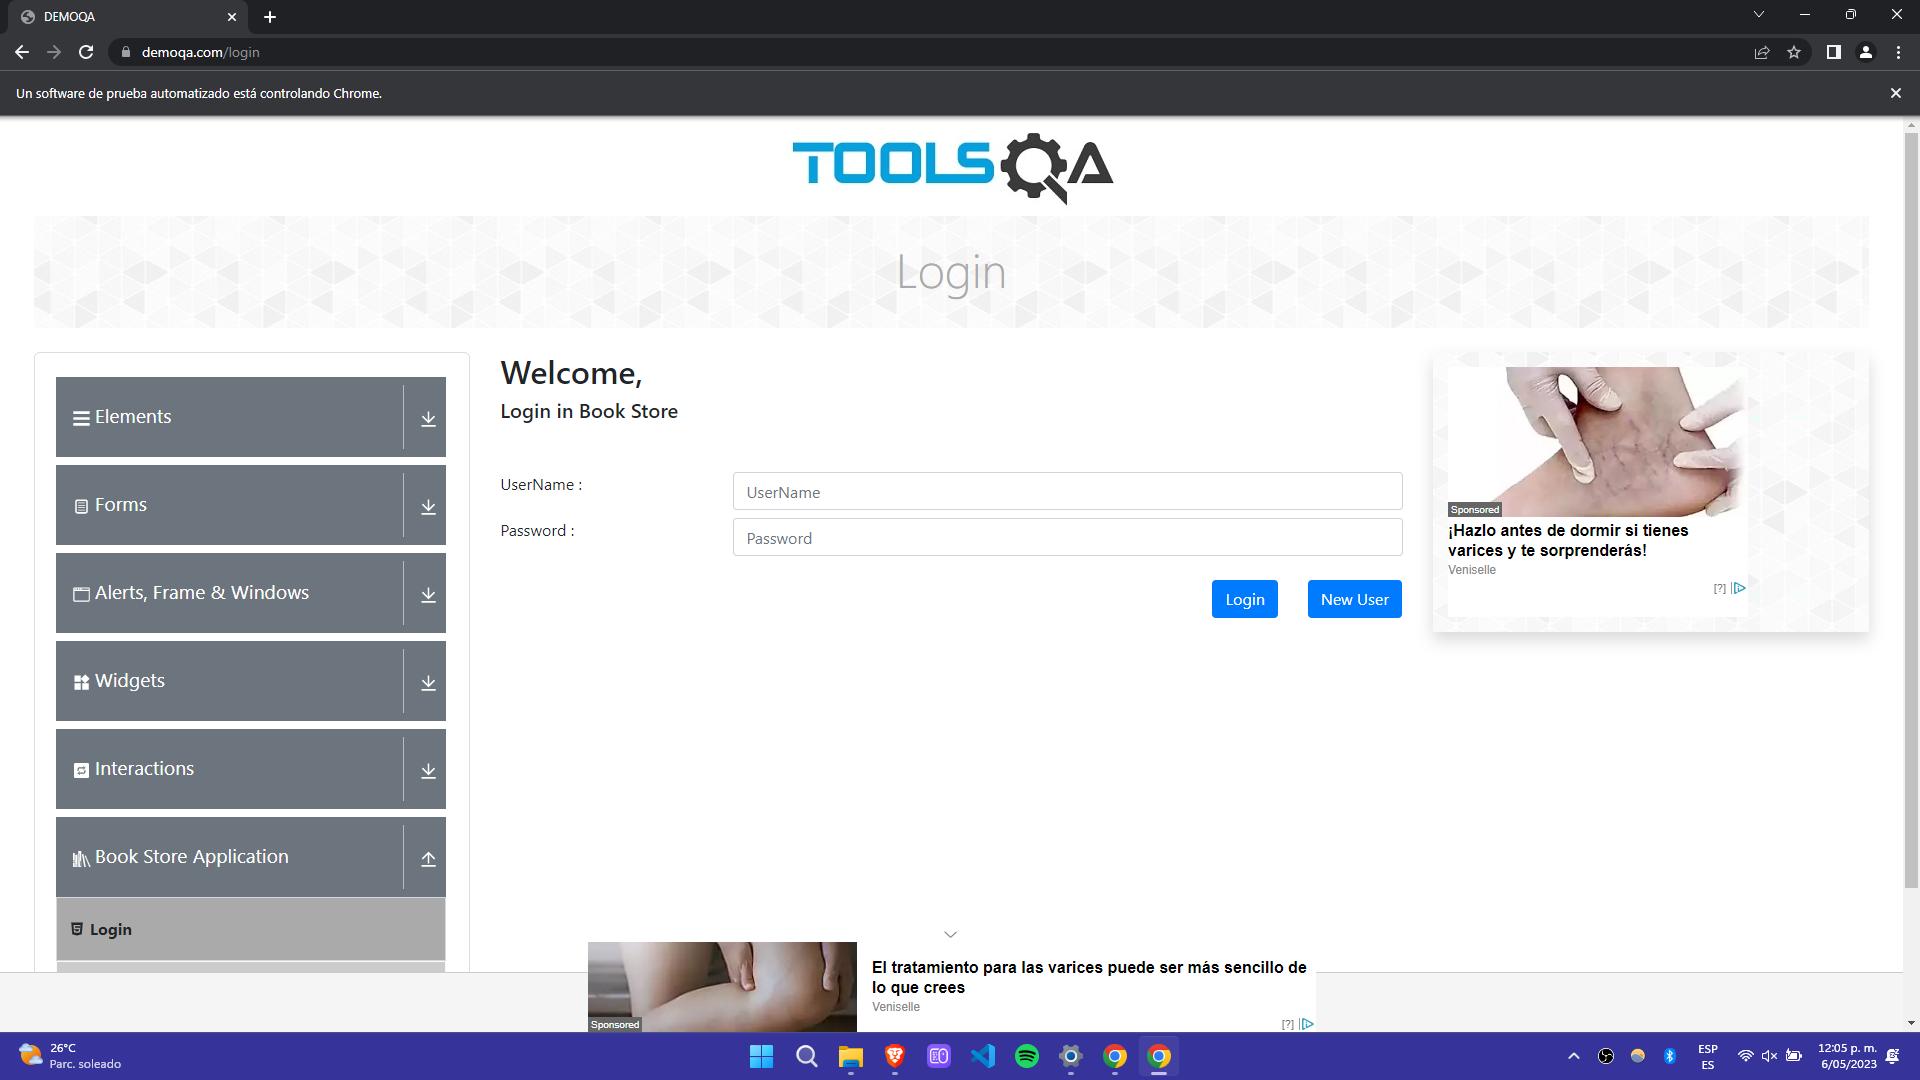 DEMOQA
demoqa.com/login
Un software de prueba automatizado está controlando Chrome.
TOOLSQA
Login
Elements
Forms
Alerts, Frame & Windows
Widgets
Interactions
Book Store Application
Login
Welcome,
Login in Book Store
UserName :
UserName
Password :
Password
Login
New User
Sponsored
¡Hazlo antes de dormir si tienes
varices y te sorprenderás!
Veniselle
[?]
Sponsored
El tratamiento para las varices puede ser más sencillo de
lo que crees
Veniselle
[?]
26°C
Parc. soleado
ESP
ES
12:05 p. m.
6/05/2023